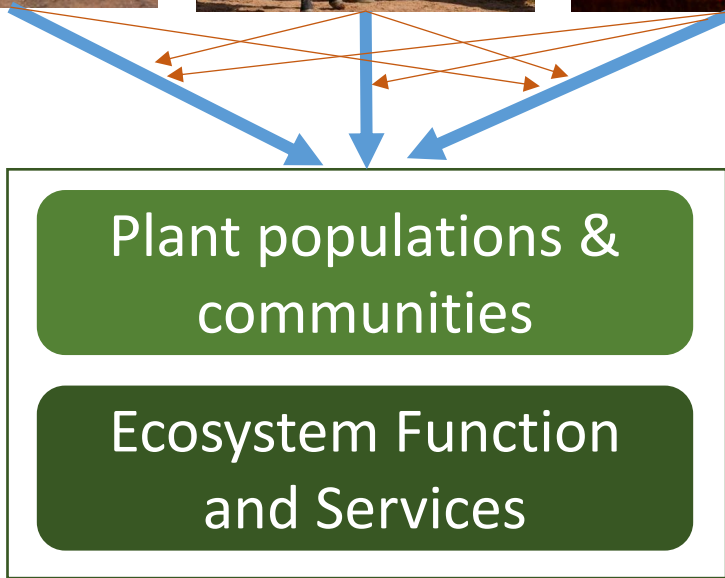 Plant populations &
communities
Ecosystem Function
and Services